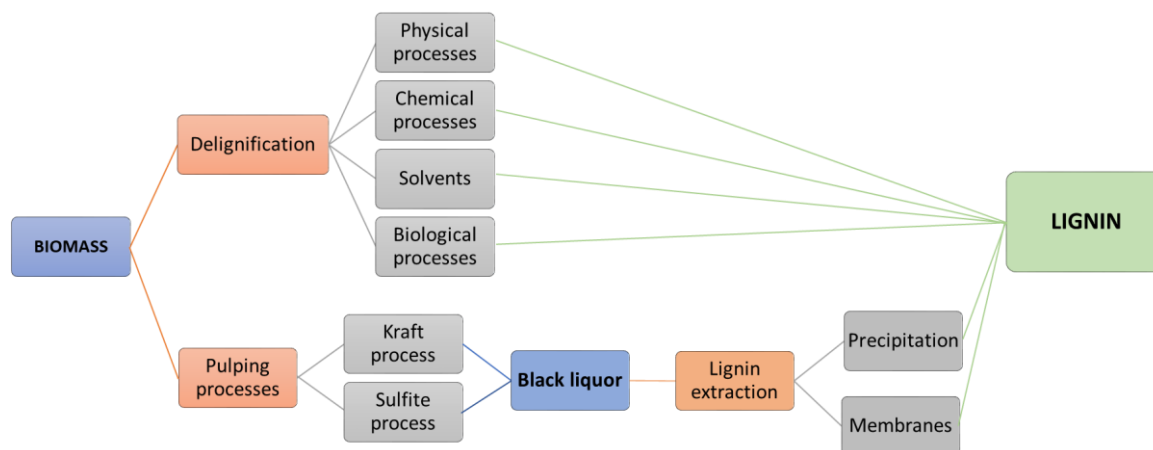 Physical
processes
Chemical
processes
Delignification
Solvents
Biological
processes
BIOMASS
LIGNIN
Kraft
process
Pulping
processes
Sulfite
process
Black liquor
Lignin
extraction
Precipitation
Membranes